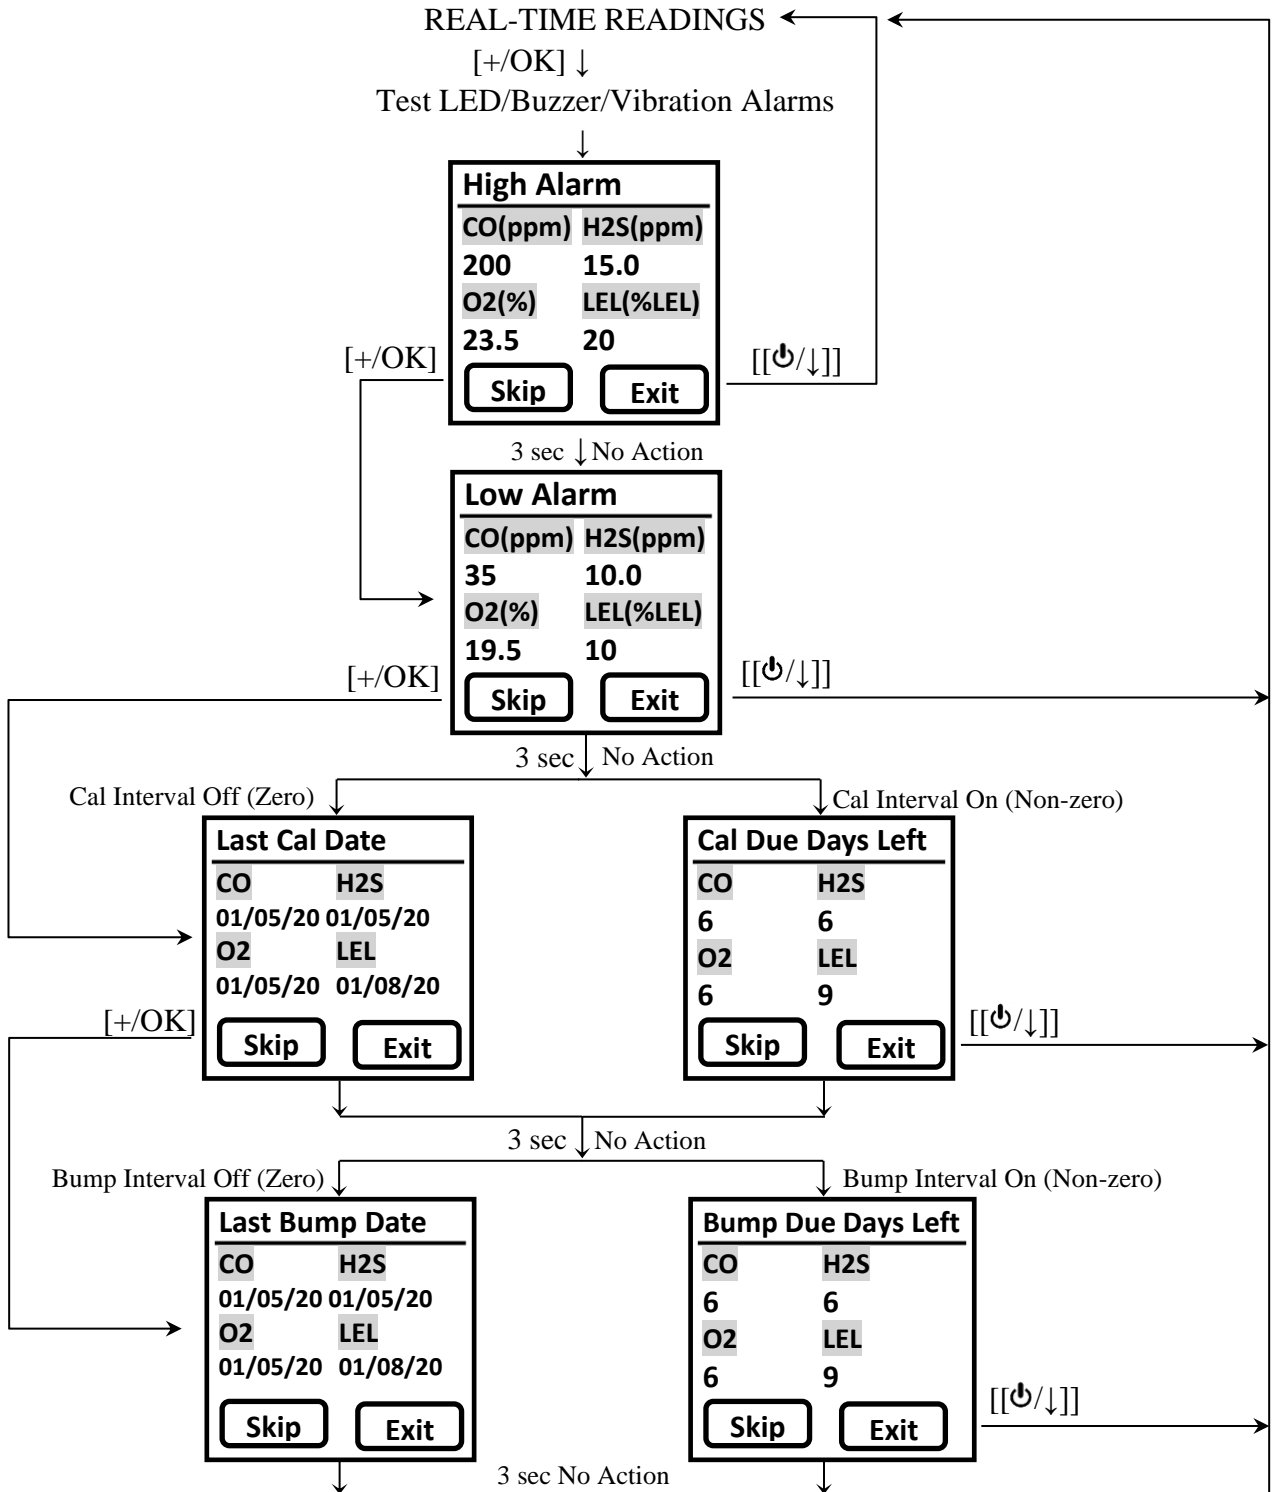 REAL-TIME READINGS
[+/OK] ↓
Test LED/Buzzer/Vibration Alarms
↓
High Alarm
CO(ppm) H2S(ppm)
200 15.0
O2(%) LEL(%LEL)
23.5 20
[+/OK]
[[⏻/↓]]
Skip Exit
3 sec ↓ No Action
Low Alarm
CO(ppm) H2S(ppm)
35 10.0
O2(%) LEL(%LEL)
19.5 10
[+/OK]
[[⏻/↓]]
Skip Exit
3 sec No Action
Cal Interval Off (Zero)
Cal Interval On (Non-zero)
Last Cal Date
CO H2S
01/05/20 01/05/20
O2 LEL
01/05/20 01/08/20
[+/OK]
Skip Exit
Cal Due Days Left
CO H2S
6 6
O2 LEL
6 9
[[⏻/↓]]
Skip Exit
3 sec No Action
Bump Interval Off (Zero)
Bump Interval On (Non-zero)
Last Bump Date
CO H2S
01/05/20 01/05/20
O2 LEL
01/05/20 01/08/20
Skip Exit
Bump Due Days Left
CO H2S
6 6
O2 LEL
6 9
[[⏻/↓]]
Skip Exit
3 sec No Action